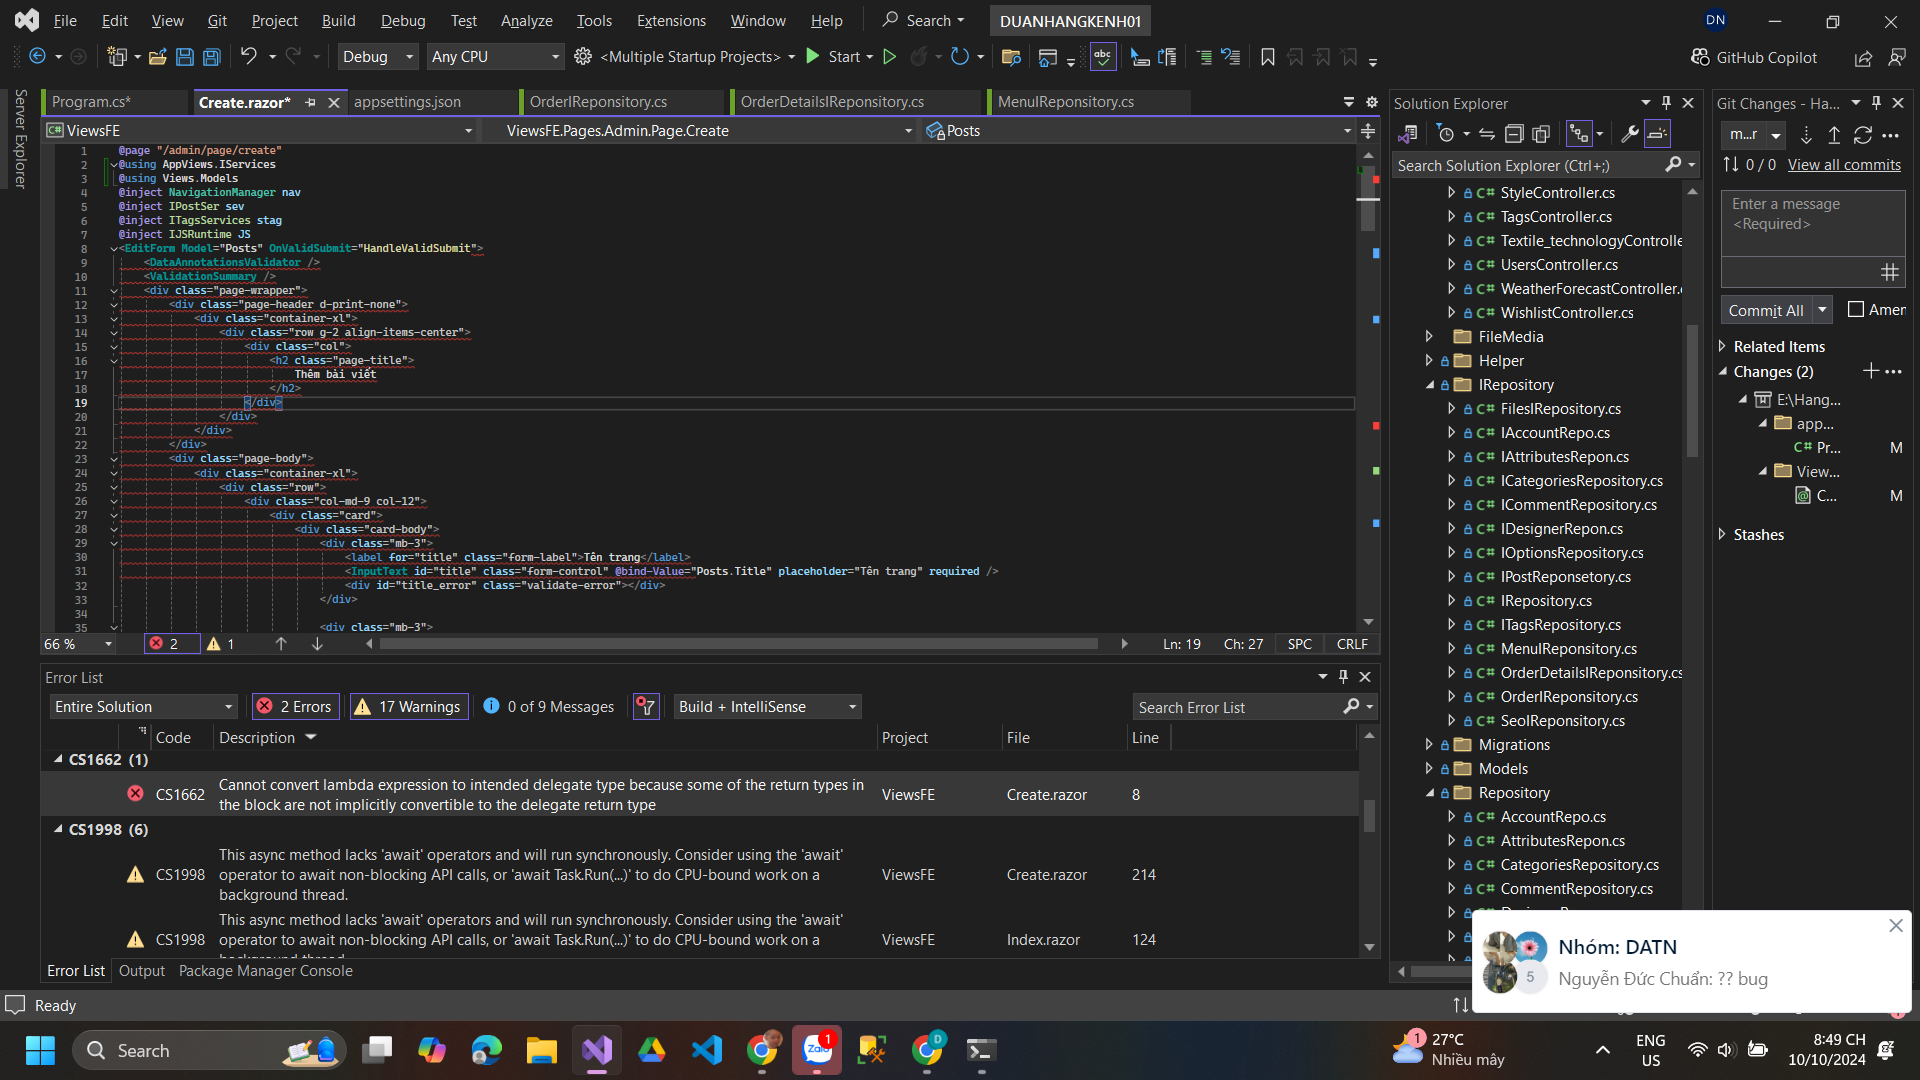 File Edit View Git Project Build Debug Test Analyze Tools Extensions Window Help Search DUANHANGKENH01 DN
Debug Any CPU <Multiple Startup Projects> Start GitHub Copilot
Server Explorer
Program.cs* Create.razor* appsettings.json OrderIReponsitory.cs OrderDetailsIReponsitory.cs MenuIReponsitory.cs
ViewsFE ViewsFE.Pages.Admin.Page.Create Posts
1 @page "/admin/page/create"
2 @using AppViews.IServices
3 @using Views.Models
4 @inject NavigationManager nav
5 @inject IPostSer sev
6 @inject ITagsServices stag
7 @inject IJSRuntime JS
8 <EditForm Model="Posts" OnValidSubmit="HandleValidSubmit">
9 <DataAnnotationsValidator />
10 <ValidationSummary />
11 <div class="page-wrapper">
12 <div class="page-header d-print-none">
13 <div class="container-xl">
14 <div class="row g-2 align-items-center">
15 <div class="col">
16 <h2 class="page-title">
17 Thêm bài viết
18 </h2>
19 </div>
20 </div>
21 </div>
22 </div>
23 <div class="page-body">
24 <div class="container-xl">
25 <div class="row">
26 <div class="col-md-9 col-12">
27 <div class="card">
28 <div class="card-body">
29 <div class="mb-3">
30 <label for="title" class="form-label">Tên trang</label>
31 <InputText id="title" class="form-control" @bind-Value="Posts.Title" placeholder="Tên trang" required />
32 <div id="title_error" class="validate-error"></div>
33 </div>
34
35 <div class="mb-3">
66 % 2 1 Ln: 19 Ch: 27 SPC CRLF
Error List
Entire Solution 2 Errors 17 Warnings 0 of 9 Messages Build + IntelliSense Search Error List
Code Description Project File Line
CS1662 (1)
CS1662 Cannot convert lambda expression to intended delegate type because some of the return types in
the block are not implicitly convertible to the delegate return type ViewsFE Create.razor 8
CS1998 (6)
This async method lacks 'await' operators and will run synchronously. Consider using the 'await'
CS1998 operator to await non-blocking API calls, or 'await Task.Run(...)' to do CPU-bound work on a ViewsFE Create.razor 214
background thread.
This async method lacks 'await' operators and will run synchronously. Consider using the 'await'
CS1998 operator to await non-blocking API calls, or 'await Task.Run(...)' to do CPU-bound work on a ViewsFE Index.razor 124
Error List Output Package Manager Console
Ready
Solution Explorer
Search Solution Explorer (Ctrl+;)
C# StyleController.cs
C# TagsController.cs
C# Textile_technologyControlle
C# UsersController.cs
C# WeatherForecastController.
C# WishlistController.cs
FileMedia
Helper
IRepository
C# FilesIRepository.cs
C# IAccountRepo.cs
C# IAttributesRepon.cs
C# ICategoriesRepository.cs
C# ICommentRepository.cs
C# IDesignerRepon.cs
C# IOptionsRepository.cs
C# IPostReponsetory.cs
C# IRepository.cs
C# ITagsRepository.cs
C# MenuIReponsitory.cs
C# OrderDetailsIReponsitory.cs
C# OrderIReponsitory.cs
C# SeoIReponsitory.cs
Migrations
Models
Repository
C# AccountRepo.cs
C# AttributesRepon.cs
C# CategoriesRepository.cs
C# CommentRepository.cs
Git Changes - Ha...
m...r
0 / 0 View all commits
Enter a message
<Required>
Commit All Amen
Related Items
Changes (2)
E:\Hang...
app...
C# Pr... M
View...
C... M
Stashes
Nhóm: DATN
5 Nguyễn Đức Chuẩn: ?? bug
Search
Zalo 1
D
1 27°C
Nhiều mây
ENG
US
8:49 CH
10/10/2024